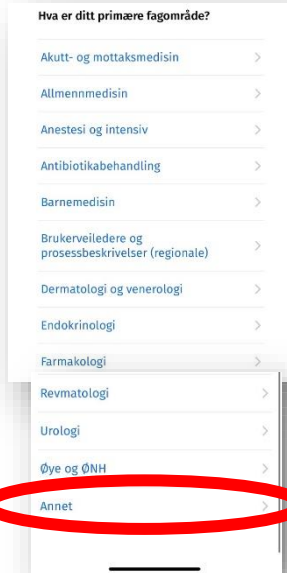 Hva er ditt primære fagområde?
Akutt- og mottaksmedisin
Allmennmedisin
Anestesi og intensiv
Antibiotikabehandling
Barnemedisin
Brukerveiledere og
prosessbeskrivelser (regionale)
Dermatologi og venerologi
Endokrinologi
Farmakologi
Revmatologi
Urologi
Øye og ØNH
Annet